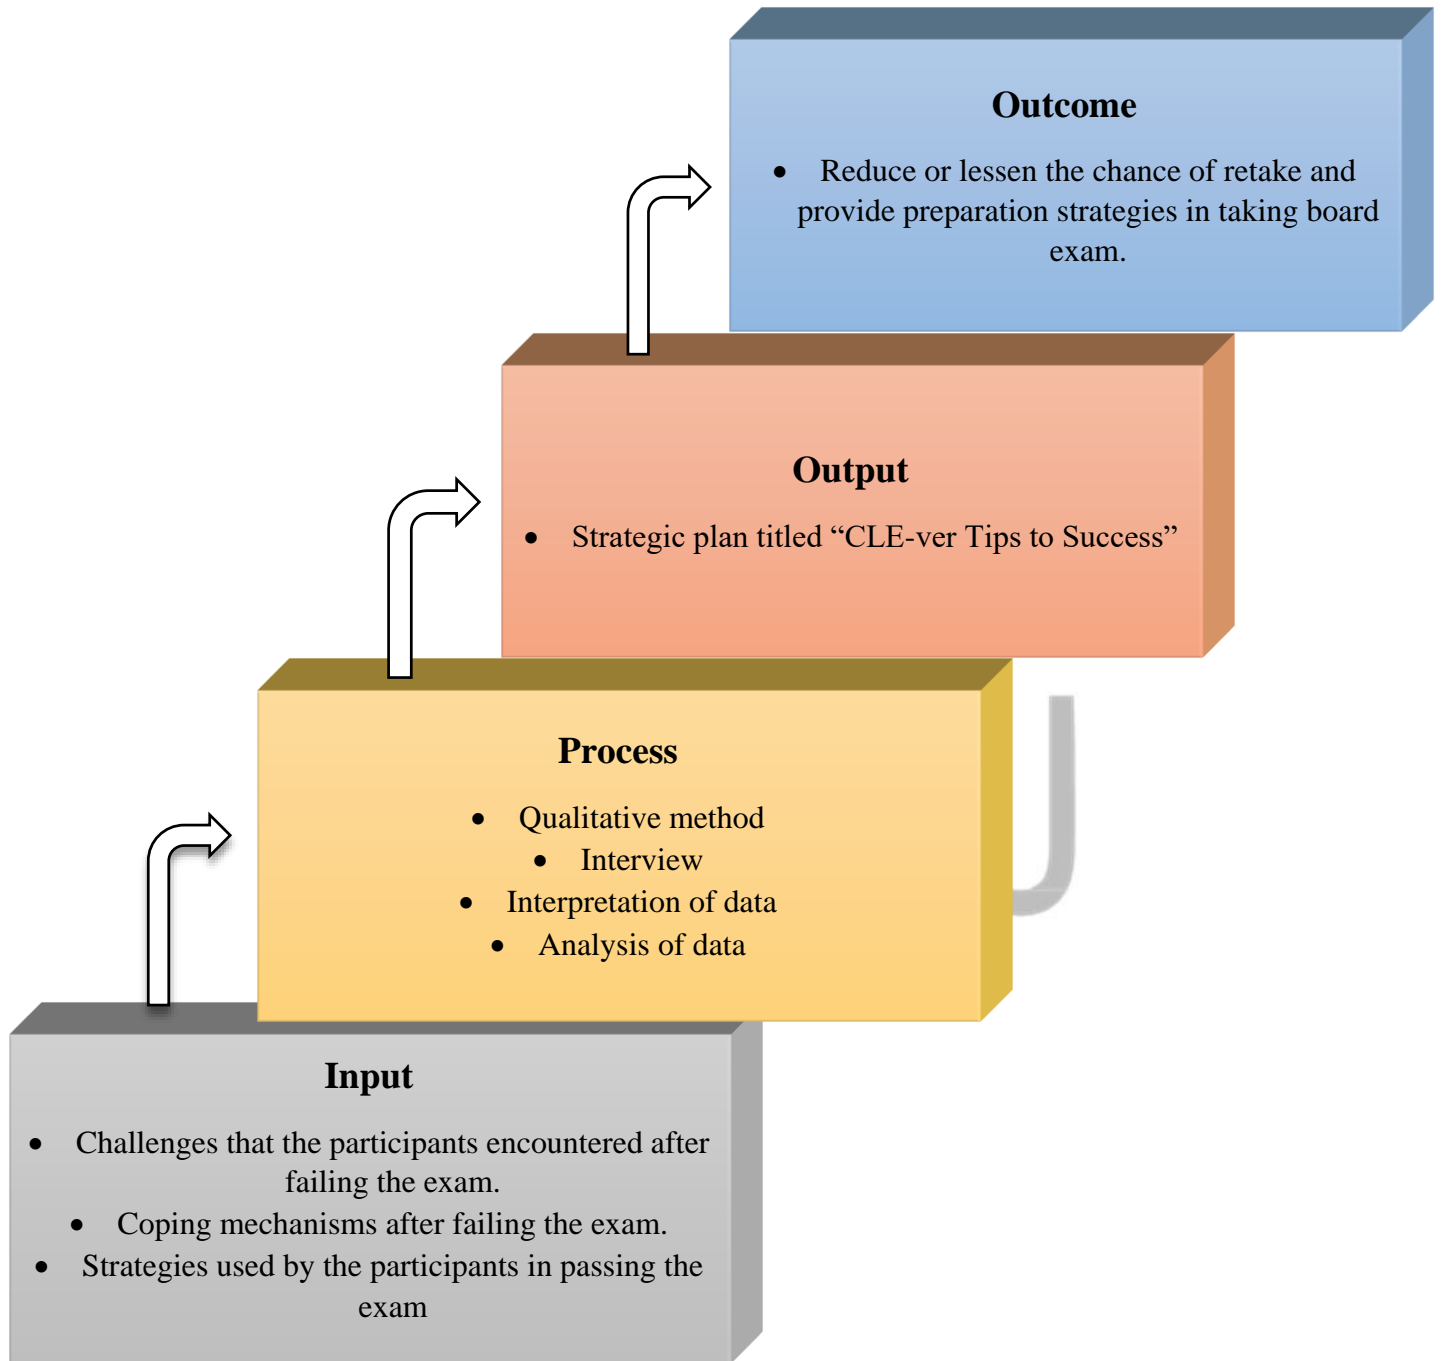 Outcome
• Reduce or lessen the chance of retake and
provide preparation strategies in taking board
exam.
Output
• Strategic plan titled “CLE-ver Tips to Success”
Process
• Qualitative method
• Interview
• Interpretation of data
• Analysis of data
Input
• Challenges that the participants encountered after
failing the exam.
• Coping mechanisms after failing the exam.
• Strategies used by the participants in passing the
exam